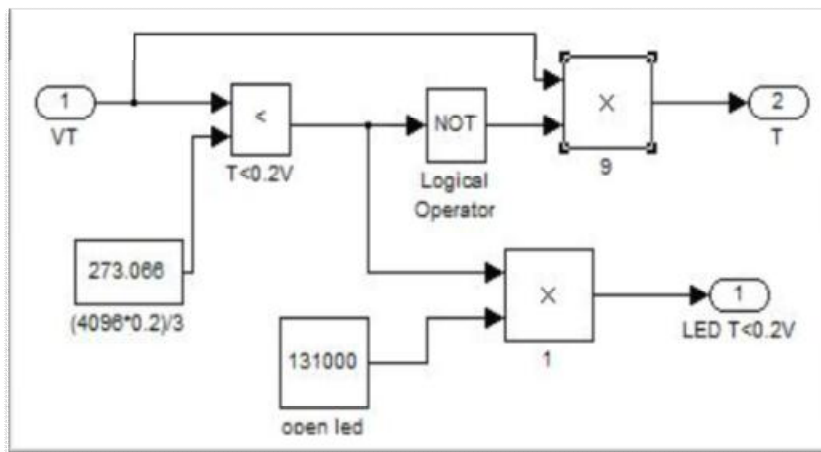 1
VT
<
T<0.2V
NOT
Logical
Operator
X
9
2
T
273.066
(4096*0.2)/3
131000
open led
X
1
1
LED T<0.2V